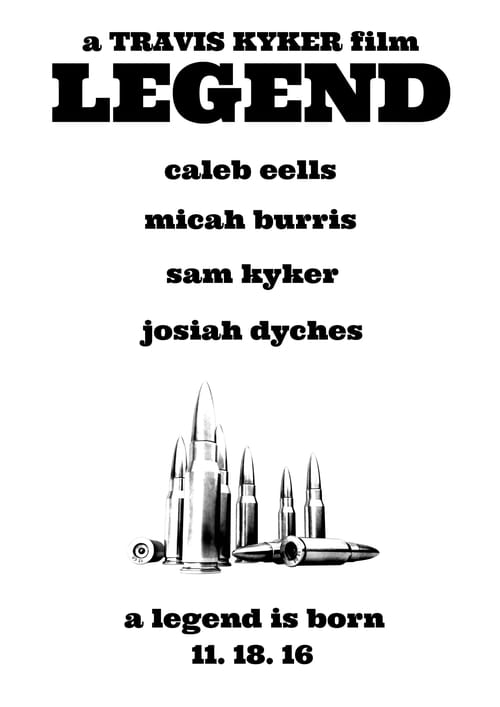 a TRAVIS KYKER film
LEGEND
caleb eells
micah burris
sam kyker
josiah dyches
a legend is born
11. 18. 16